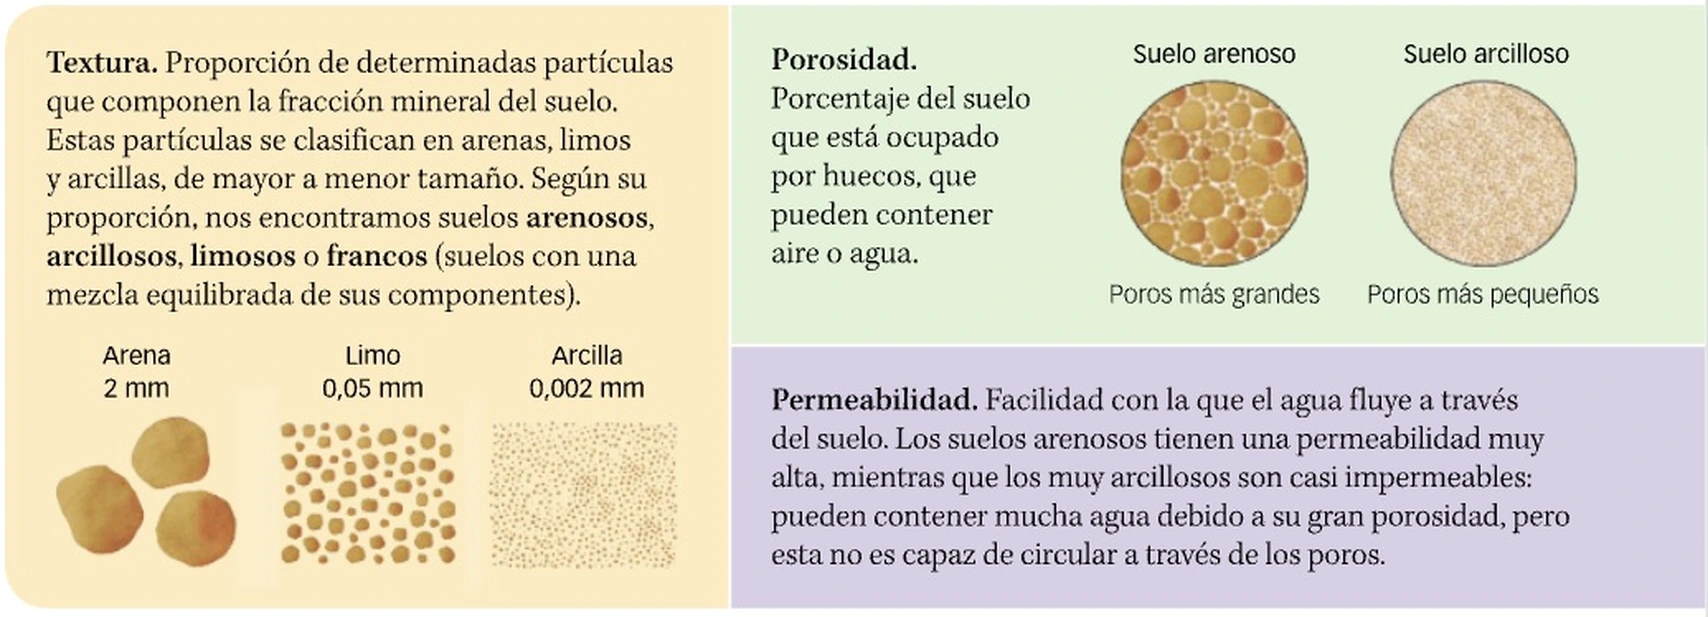 Textura. Proporción de determinadas partículas
que componen la fracción mineral del suelo.
Estas partículas se clasifican en arenas, limos
y arcillas, de mayor a menor tamaño. Según su
proporción, nos encontramos suelos arenosos,
arcillosos, limosos o francos (suelos con una
mezcla equilibrada de sus componentes).
Arena
2 mm
Limo
0,05 mm
Arcilla
0,002 mm
Porosidad.
Porcentaje del suelo
que está ocupado
por huecos, que
pueden contener
aire o agua.
Suelo arenoso
Poros más grandes
Suelo arcilloso
Poros más pequeños
Permeabilidad. Facilidad con la que el agua fluye a través
del suelo. Los suelos arenosos tienen una permeabilidad muy
alta, mientras que los muy arcillosos son casi impermeables:
pueden contener mucha agua debido a su gran porosidad, pero
esta no es capaz de circular a través de los poros.